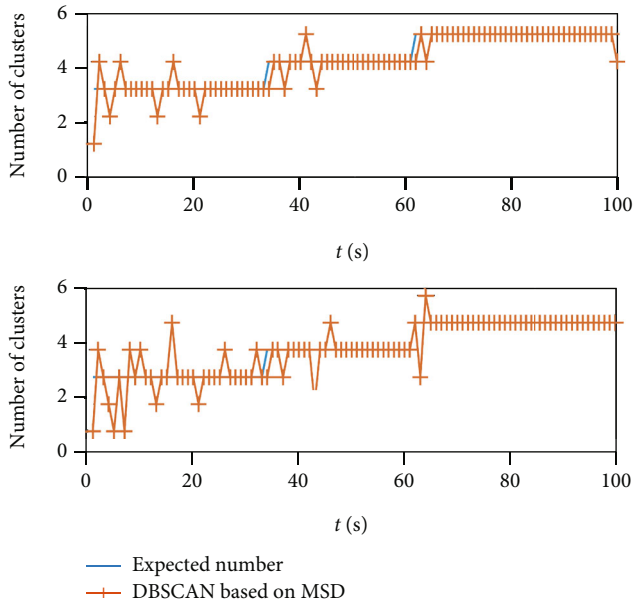 Number of clusters
6
4
2
0
0 20 40 60 80 100
t (s)
Number of clusters
6
4
2
0
0 20 40 60 80 100
t (s)
Expected number
DBSCAN based on MSD